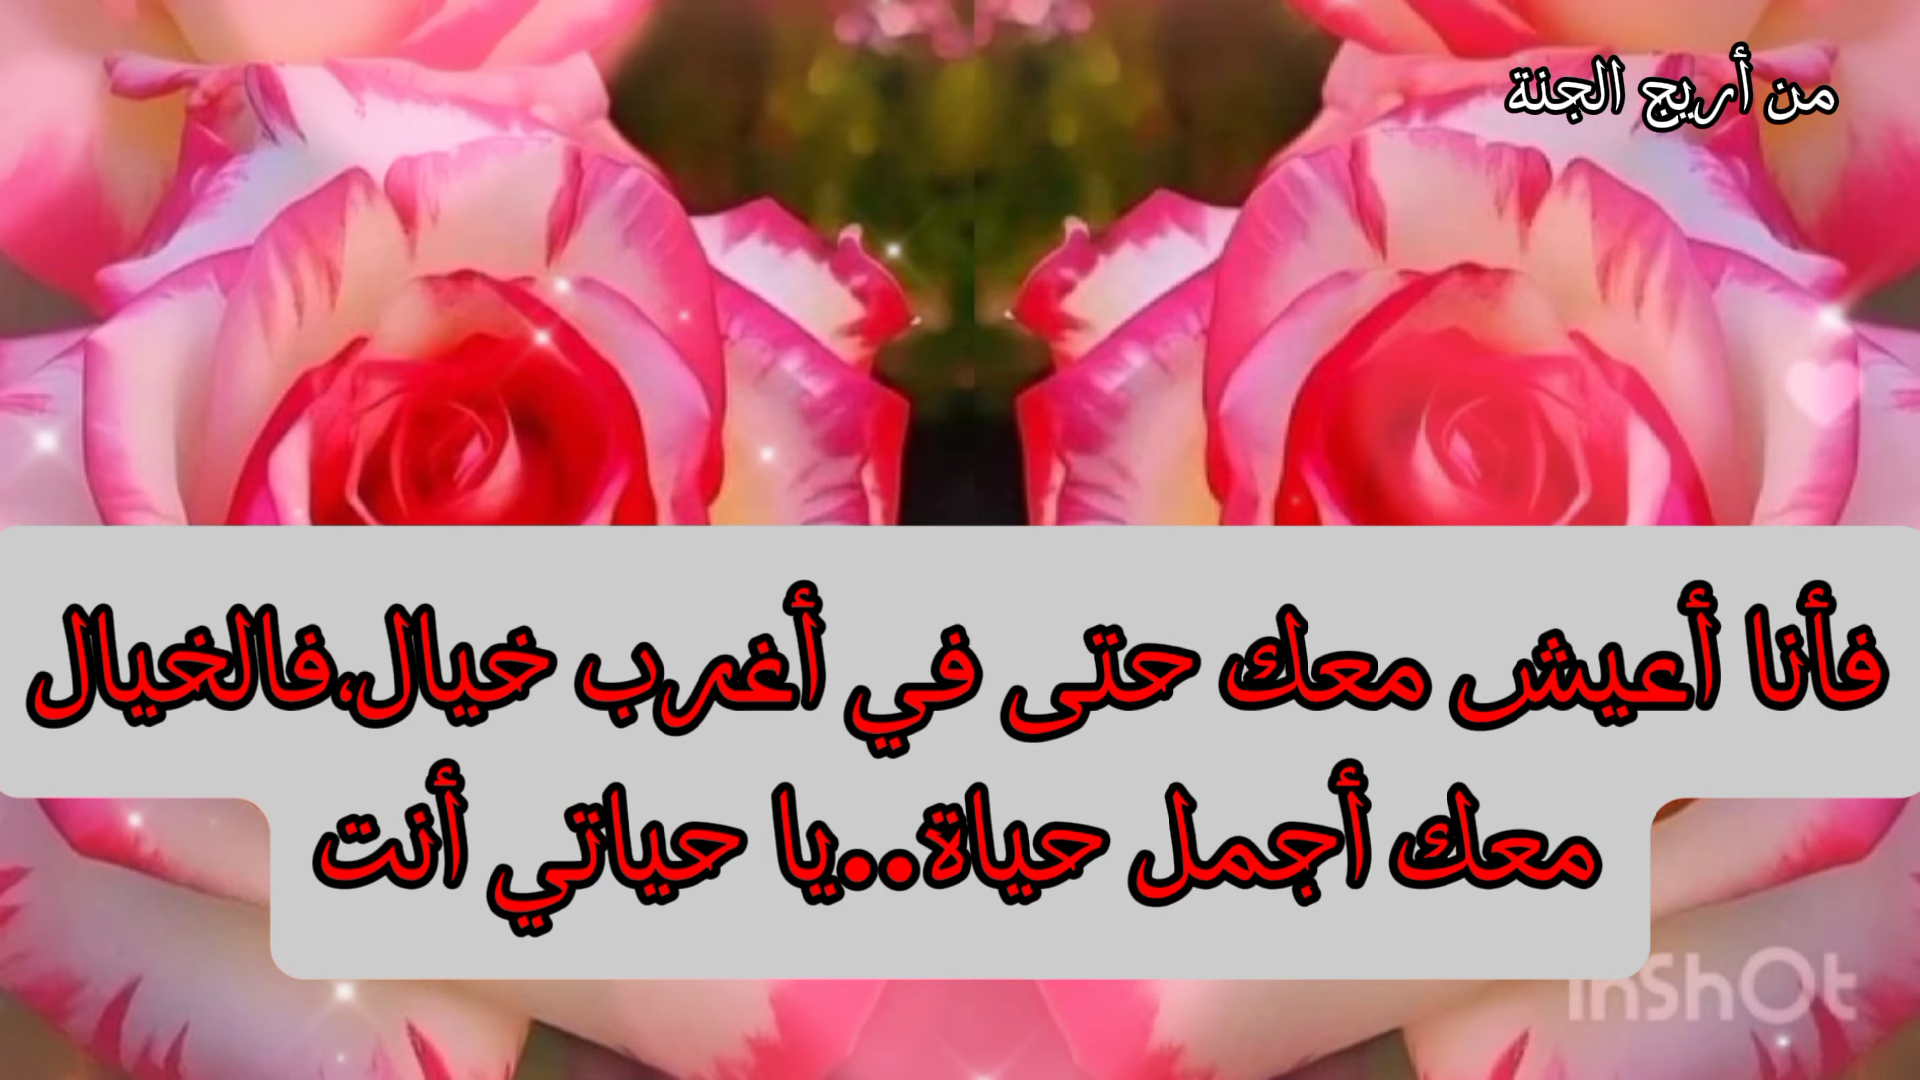 من أريج الجنة
فأنا أعيش معك حتى في أغرب خيال،فالخيال
معك أجمل حياة..يا حياتي أنت
InShOt